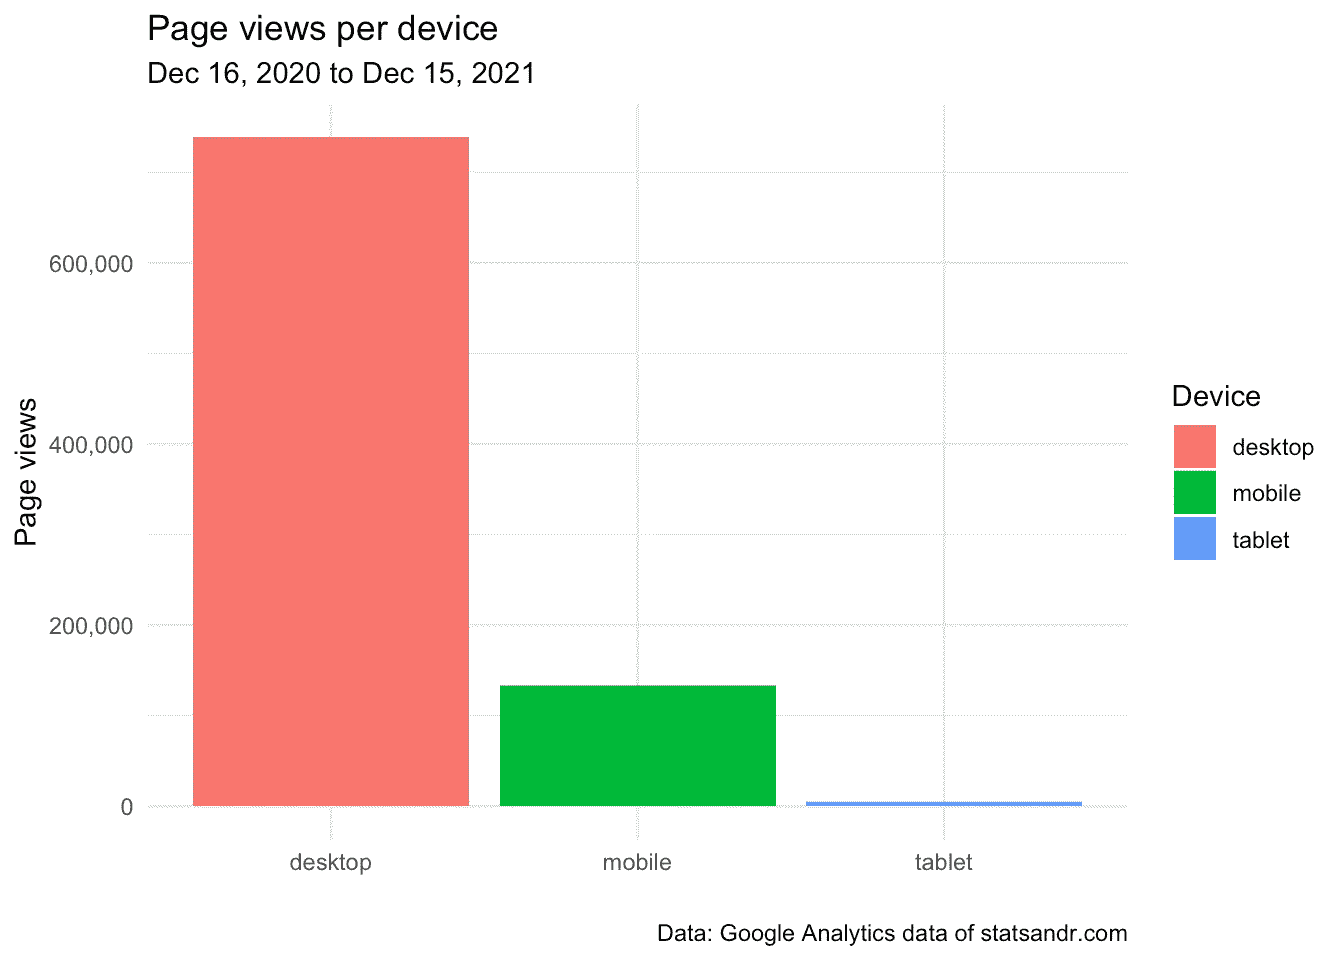 Page views per device
Dec 16, 2020 to Dec 15, 2021
Page views
600,000
400,000
200,000
0
desktop
mobile
tablet
Device
desktop
mobile
tablet
Data: Google Analytics data of statsandr.com